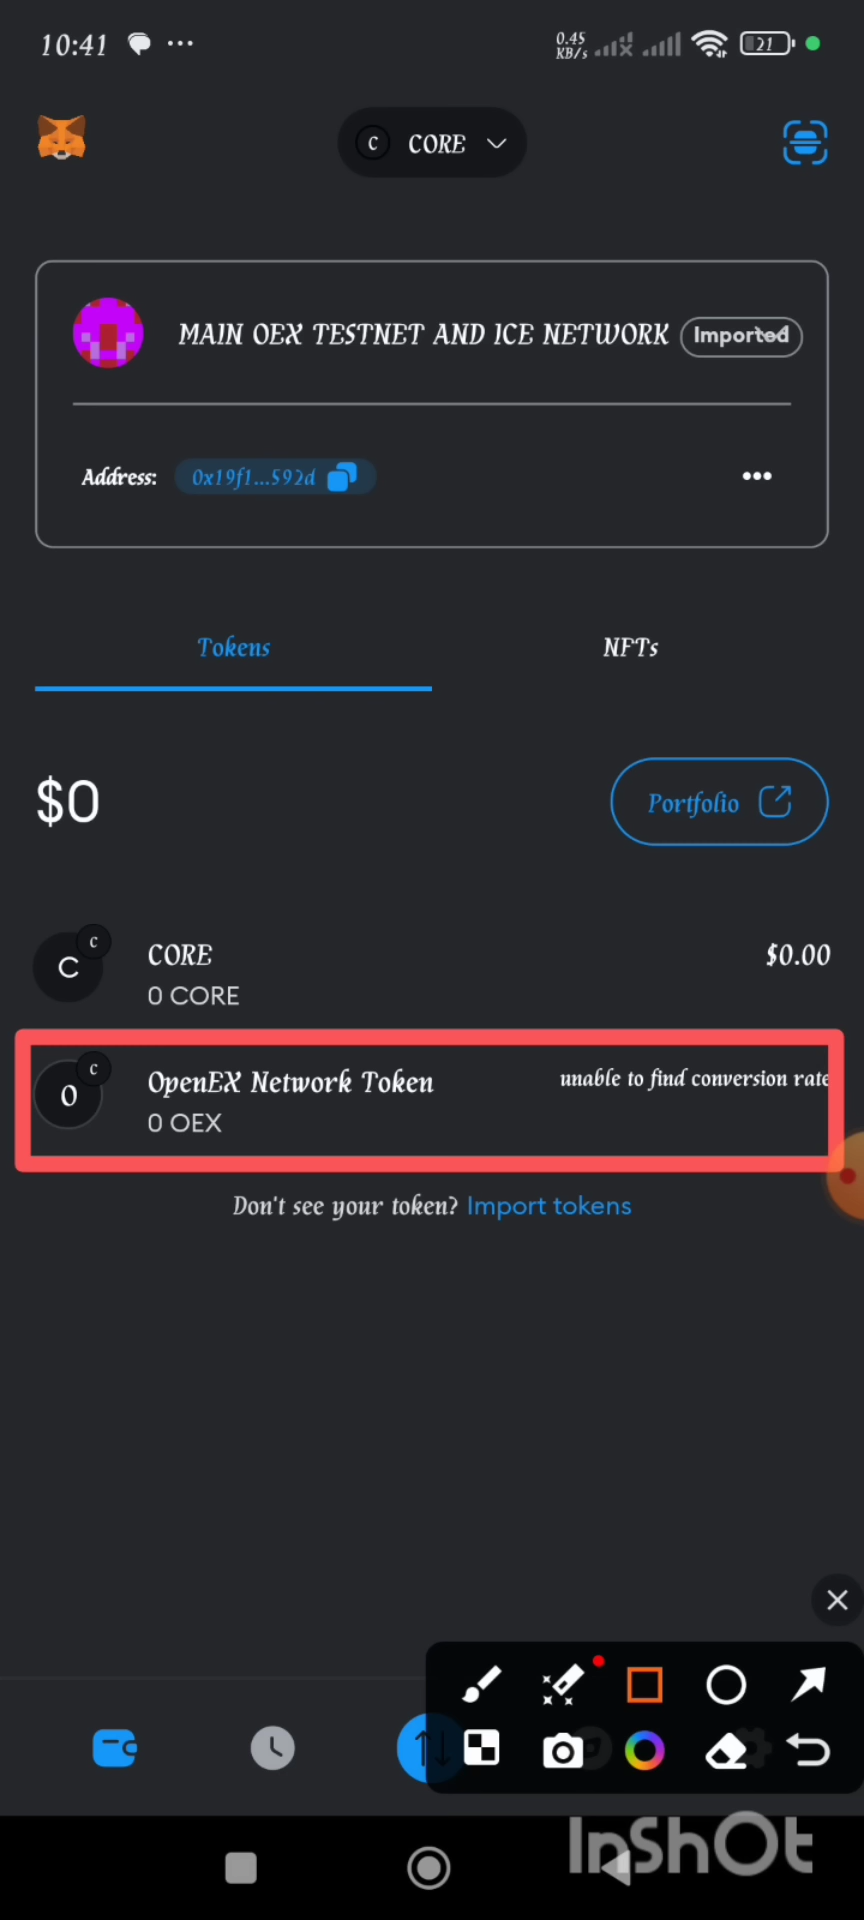 10:41
0.45
KB/s
21
C
CORE
MAIN OEX TESTNET AND ICE NETWORK
Imported
Address:
0x19f1...592d
Tokens
NFTs
$0
Portfolio
C
C
CORE
$0.00
0 CORE
C
O
OpenEX Network Token
unable to find conversion rate
0 OEX
Don't see your token? Import tokens
InShOt